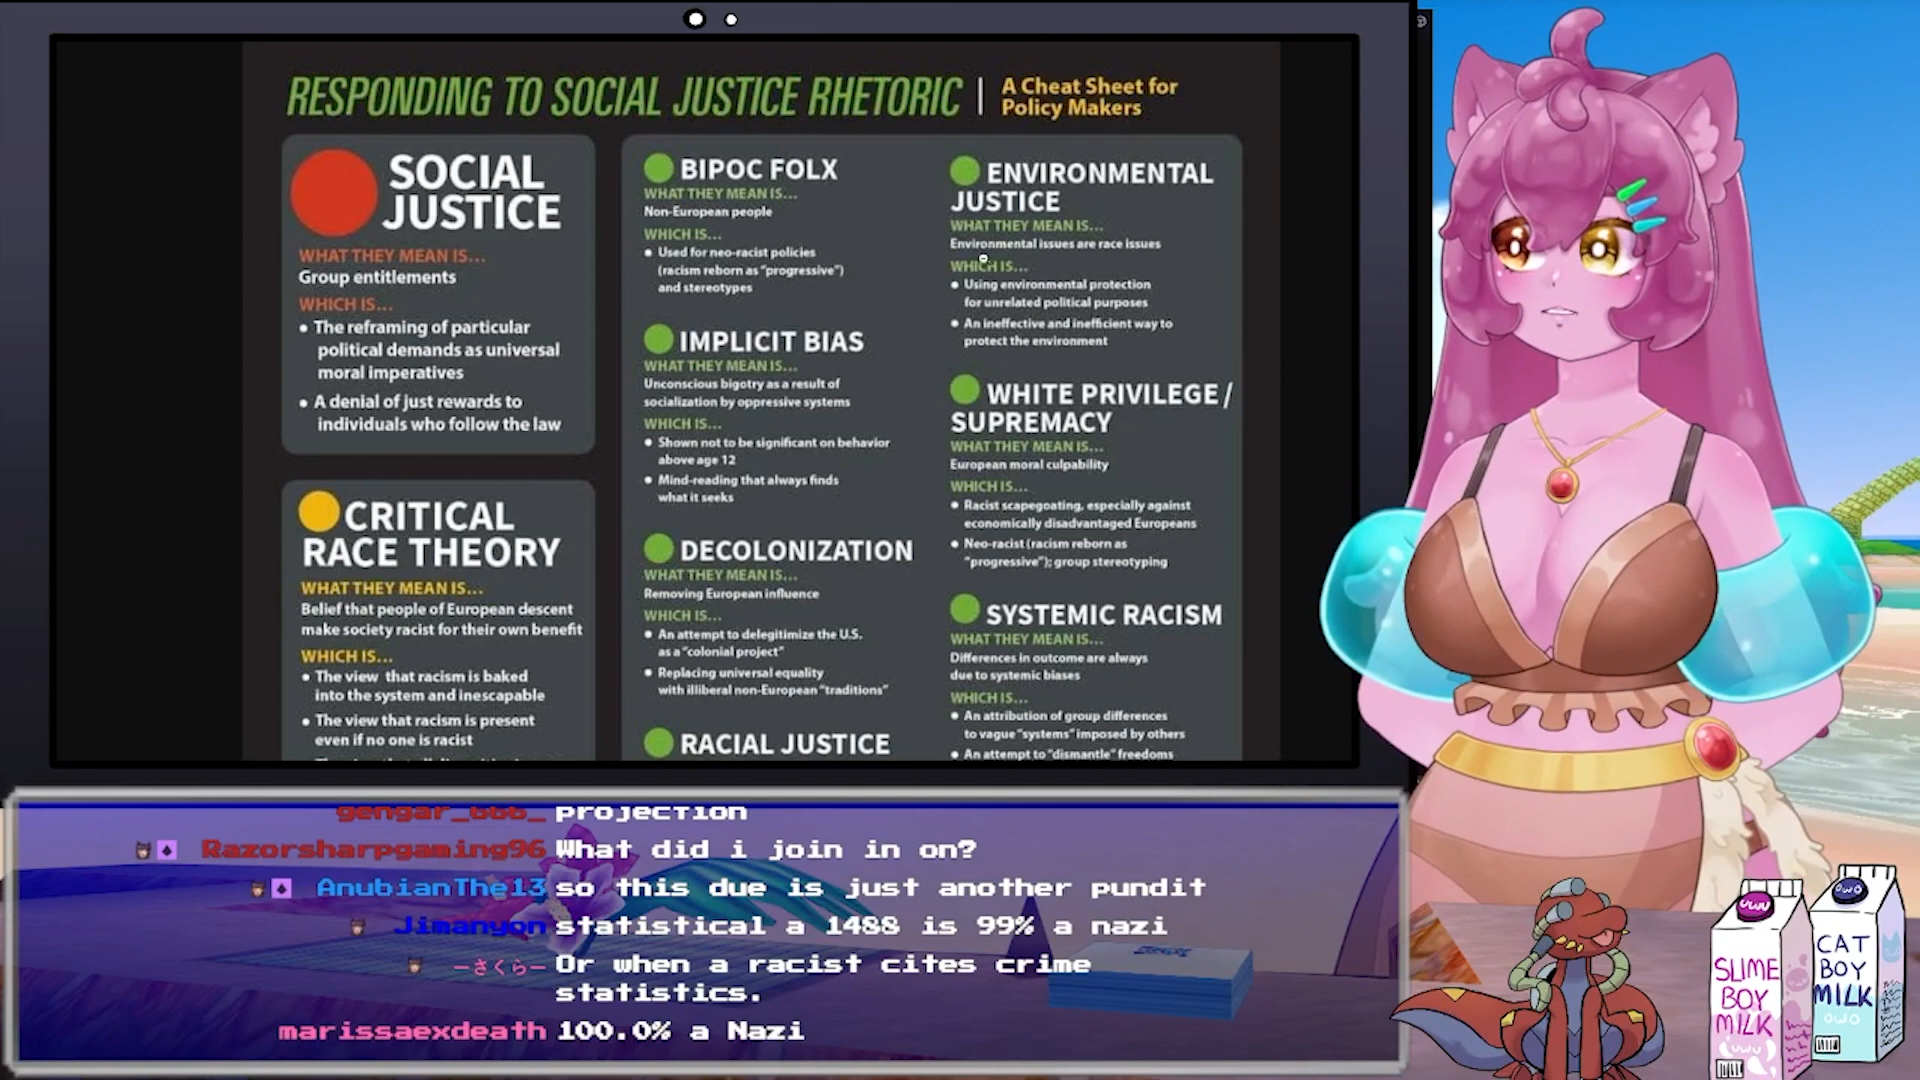 RESPONDING TO SOCIAL JUSTICE RHETORIC | A Cheat Sheet for
Policy Makers
SOCIAL
JUSTICE
WHAT THEY MEAN IS...
Group entitlements
WHICH IS...
• The reframing of particular
political demands as universal
moral imperatives
• A denial of just rewards to
individuals who follow the law
CRITICAL
RACE THEORY
WHAT THEY MEAN IS...
Belief that people of European descent
make society racist for their own benefit
WHICH IS...
• The view that racism is baked
into the system and inescapable
• The view that racism is present
even if no one is racist
BIPOC FOLX
WHAT THEY MEAN IS...
Non-European people
WHICH IS...
• Used for neo-racist policies
(racism reborn as "progressive")
and stereotypes
IMPLICIT BIAS
WHAT THEY MEAN IS...
Unconscious bigotry as a result of
socialization by oppressive systems
WHICH IS...
• Shown not to be significant on behavior
above age 12
• Mind-reading that always finds
what it seeks
DECOLONIZATION
WHAT THEY MEAN IS...
Removing European influence
WHICH IS...
• An attempt to delegitimize the U.S.
as a "colonial project"
• Replacing universal equality
with illiberal non-European "traditions"
RACIAL JUSTICE
ENVIRONMENTAL
JUSTICE
WHAT THEY MEAN IS...
Environmental issues are race issues
WHICH IS...
• Using environmental protection
for unrelated political purposes
• An ineffective and inefficient way to
protect the environment
WHITE PRIVILEGE /
SUPREMACY
WHAT THEY MEAN IS...
European moral culpability
WHICH IS...
• Racist scapegoating, especially against
economically disadvantaged Europeans
• Neo-racist (racism reborn as
"progressive"); group stereotyping
SYSTEMIC RACISM
WHAT THEY MEAN IS...
Differences in outcome are always
due to systemic biases
WHICH IS...
• An attribution of group differences
to vague "systems" imposed by others
• An attempt to "dismantle" freedoms
gengar_666_ projection
Razorsharpgaming96 What did i join in on?
AnubianThe13 so this due is just another pundit
Jimanyon statistical a 1488 is 99% a nazi
—さくら— Or when a racist cites crime
statistics.
marissaexdeath 100.0% a Nazi
UWU
SLIME
BOY
MILK
UWU
OWO
CAT
BOY
MILK
OWO